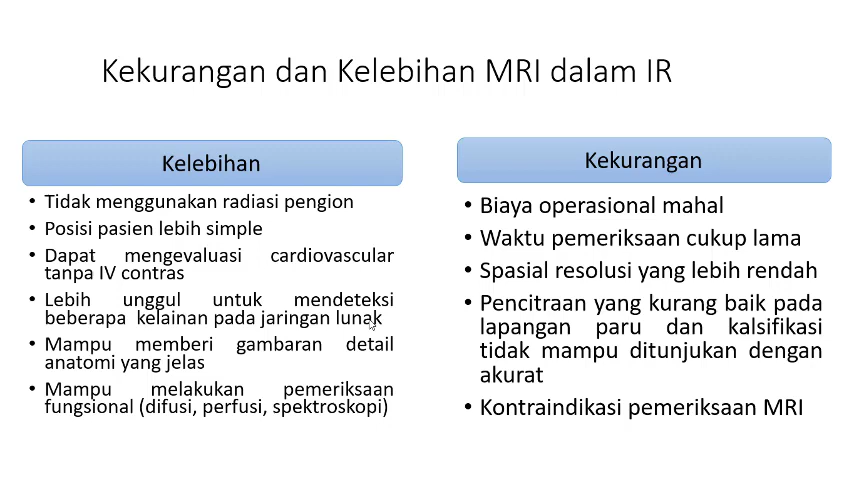 Kekurangan dan Kelebihan MRI dalam IR
Kelebihan
• Tidak menggunakan radiasi pengion
• Posisi pasien lebih simple
• Dapat mengevaluasi cardiovascular
tanpa IV contras
• Lebih unggul untuk mendeteksi
beberapa kelainan pada jaringan lunak
• Mampu memberi gambaran detail
anatomi yang jelas
• Mampu melakukan pemeriksaan
fungsional (difusi, perfusi, spektroskopi)
Kekurangan
• Biaya operasional mahal
• Waktu pemeriksaan cukup lama
• Spasial resolusi yang lebih rendah
• Pencitraan yang kurang baik pada
lapangan paru dan kalsifikasi
tidak mampu ditunjukan dengan
akurat
• Kontraindikasi pemeriksaan MRI